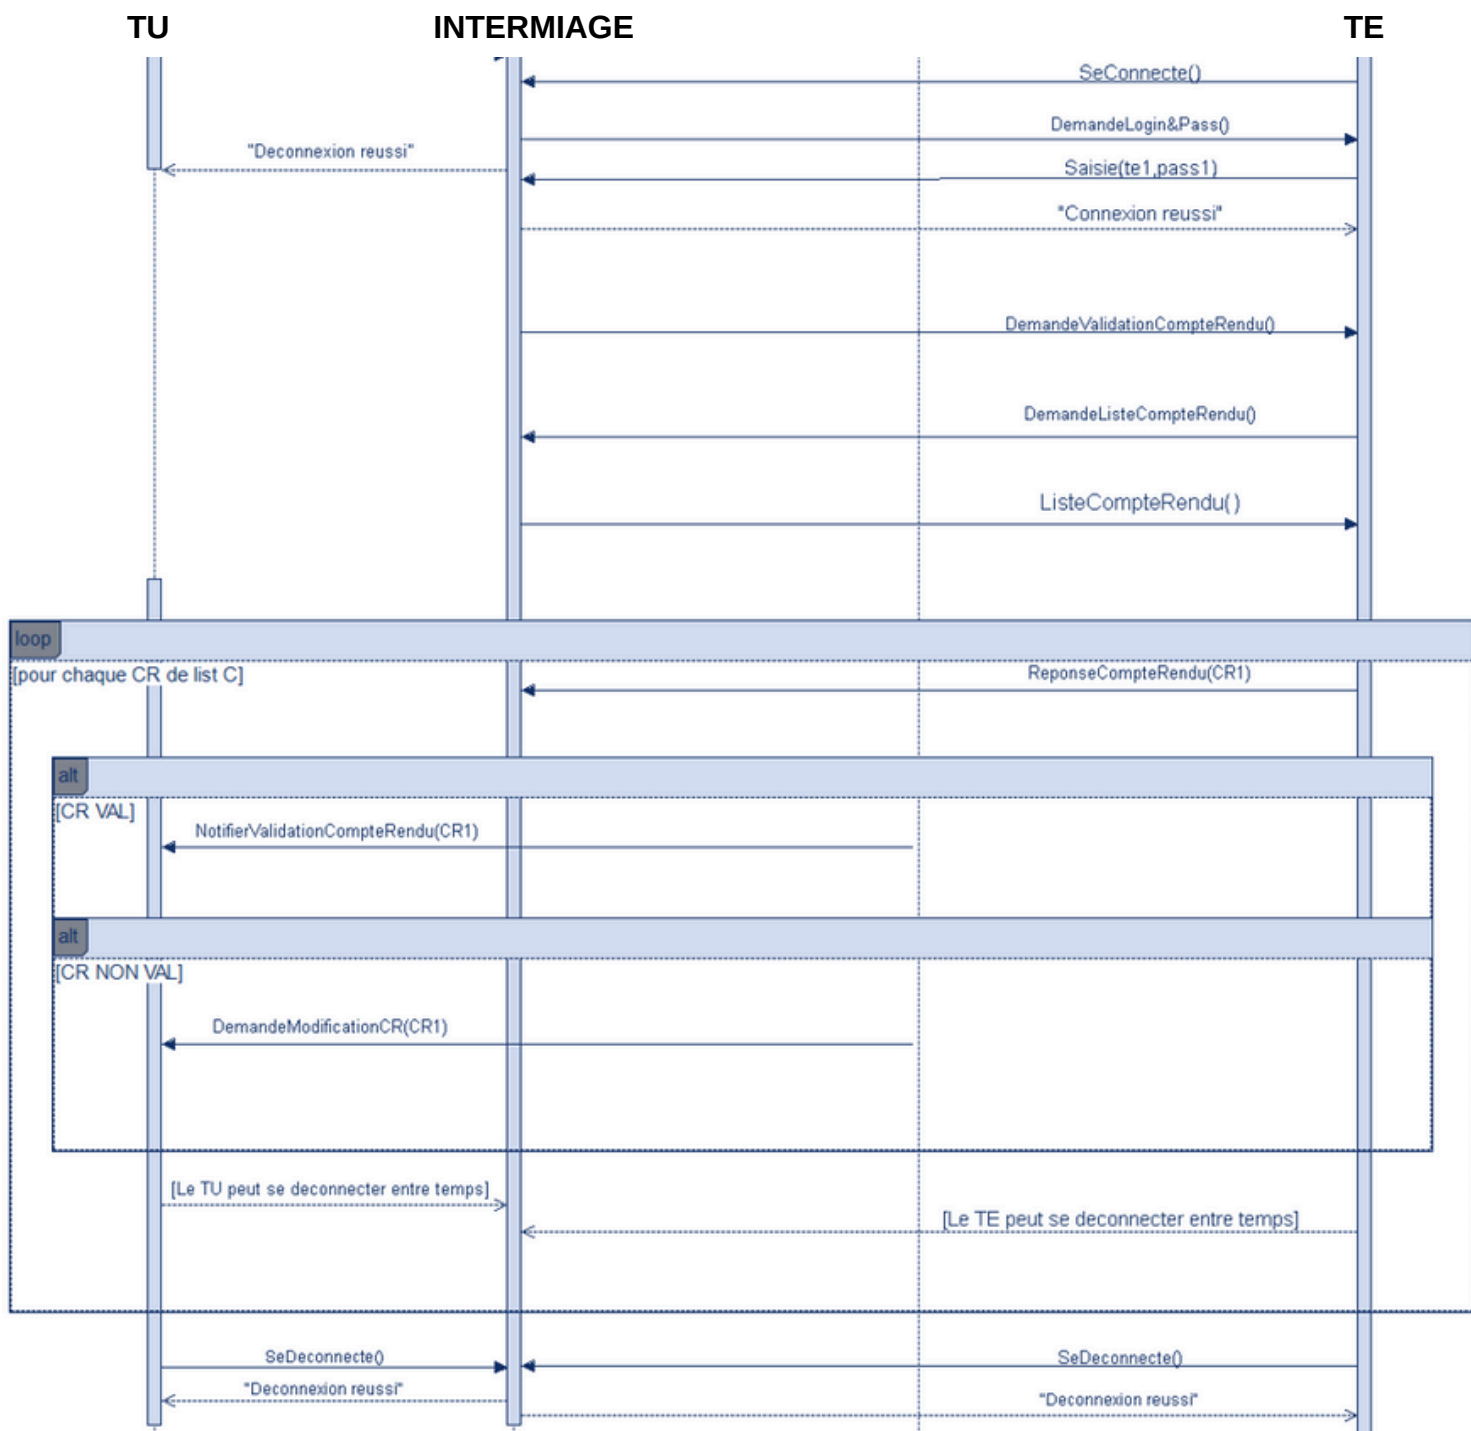 TU
INTERMIAGE
TE
SeConnecte()
DemandeLogin&Pass()
"Deconnexion reussi"
Saisie(te1,pass1)
"Connexion reussi"
DemandeValidationCompteRendu()
DemandeListeCompteRendu()
ListeCompteRendu()
loop
[pour chaque CR de list C]
ReponseCompteRendu(CR1)
alt
[CR VAL]
NotifierValidationCompteRendu(CR1)
alt
[CR NON VAL]
DemandeModificationCR(CR1)
[Le TU peut se deconnecter entre temps]
[Le TE peut se deconnecter entre temps]
SeDeconnecte()
SeDeconnecte()
"Deconnexion reussi"
"Deconnexion reussi"